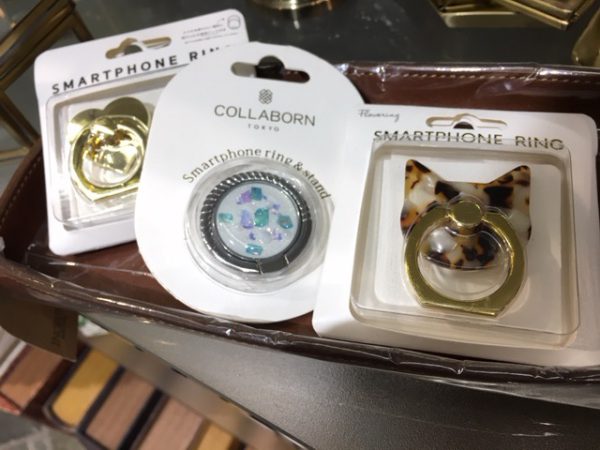 SMARTPHONE RING
COLLABORN
TOKYO
Smartphone ring & stand
Flowering
SMARTPHONE RING